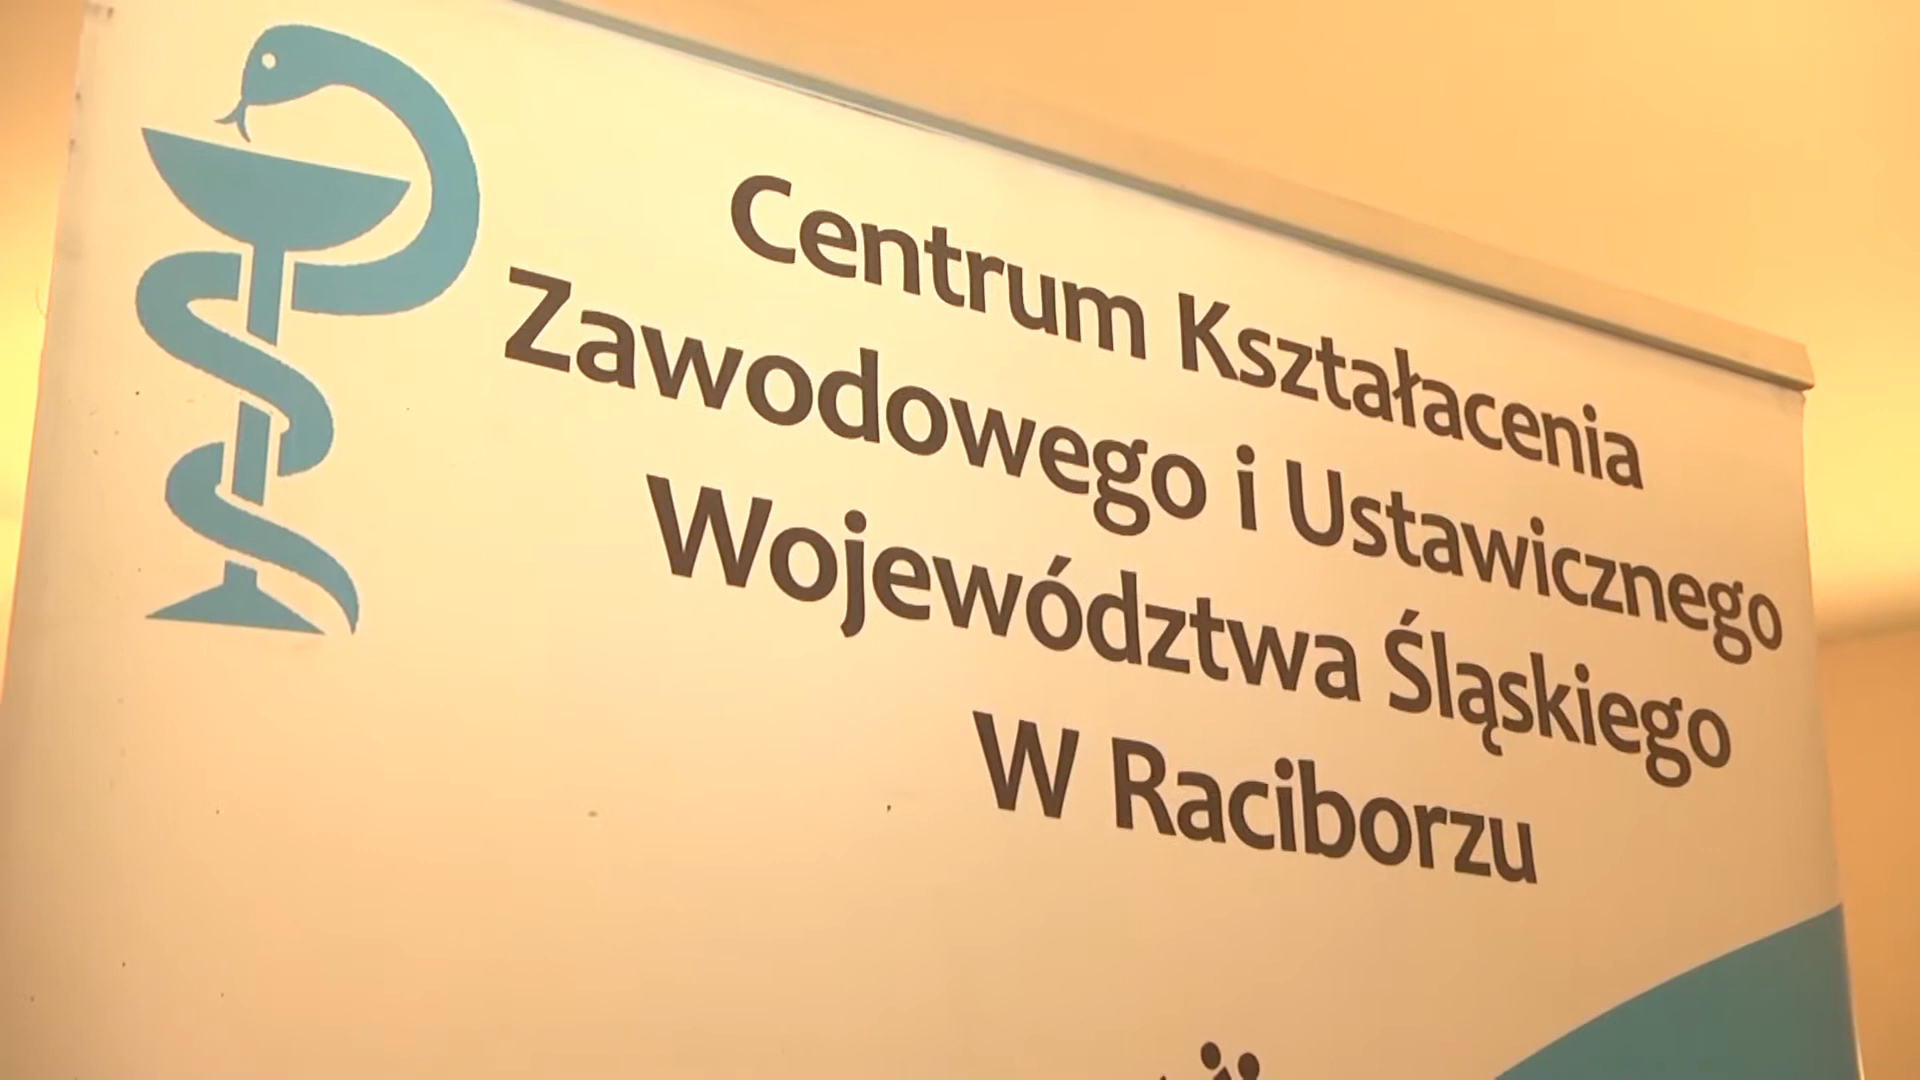 Centrum Kształacenia
Zawodowego i Ustawicznego
Województwa Śląskiego
W Raciborzu